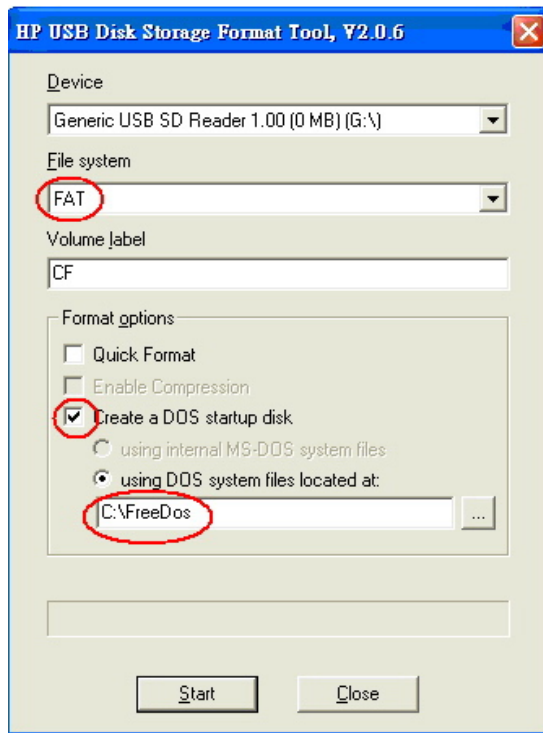 HP USB Disk Storage Format Tool, V2.0.6
Device
Generic USB SD Reader 1.00 (0 MB) (G:\)
File system
FAT
Volume label
CF
Format options
Quick Format
Enable Compression
Create a DOS startup disk
using internal MS-DOS system files
using DOS system files located at:
C:\FreeDos
...
Start
Close